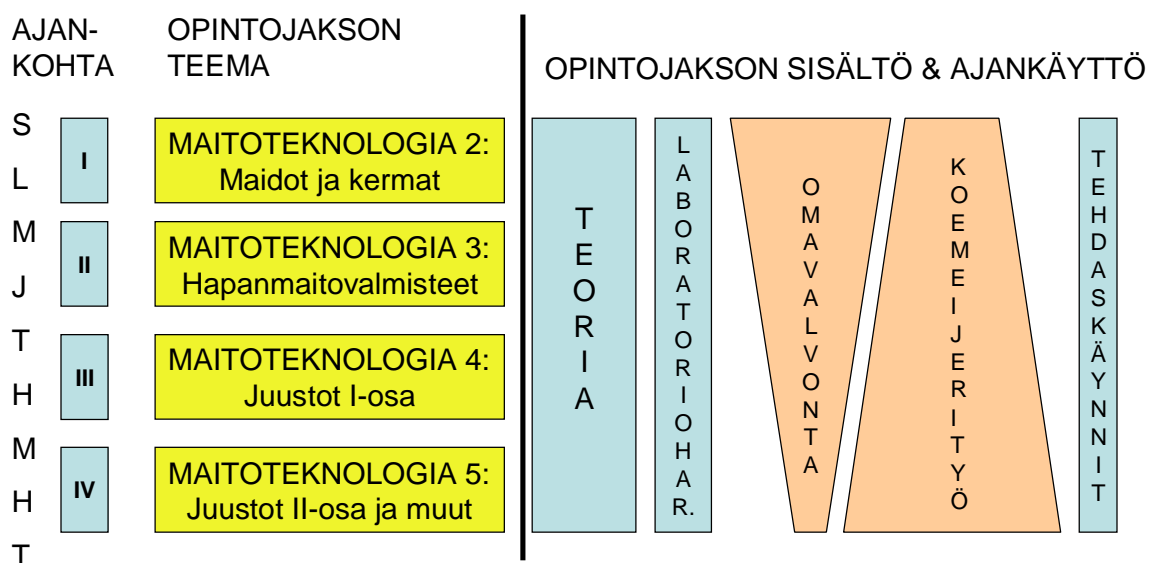 AJAN-
KOHTA
OPINTOJAKSON
TEEMA
OPINTOJAKSON SISÄLTÖ & AJANKÄYTTÖ
S
L
M
J
T
H
M
H
T
I
II
III
IV
MAITOTEKNOLOGIA 2:
Maidot ja kermat
MAITOTEKNOLOGIA 3:
Hapanmaitovalmisteet
MAITOTEKNOLOGIA 4:
Juustot I-osa
MAITOTEKNOLOGIA 5:
Juustot II-osa ja muut
TEORIA
LABORATORIOHAR.
OMAVALVONTA
KOEMEIJERITYÖ
TEHDASKÄYNNIT